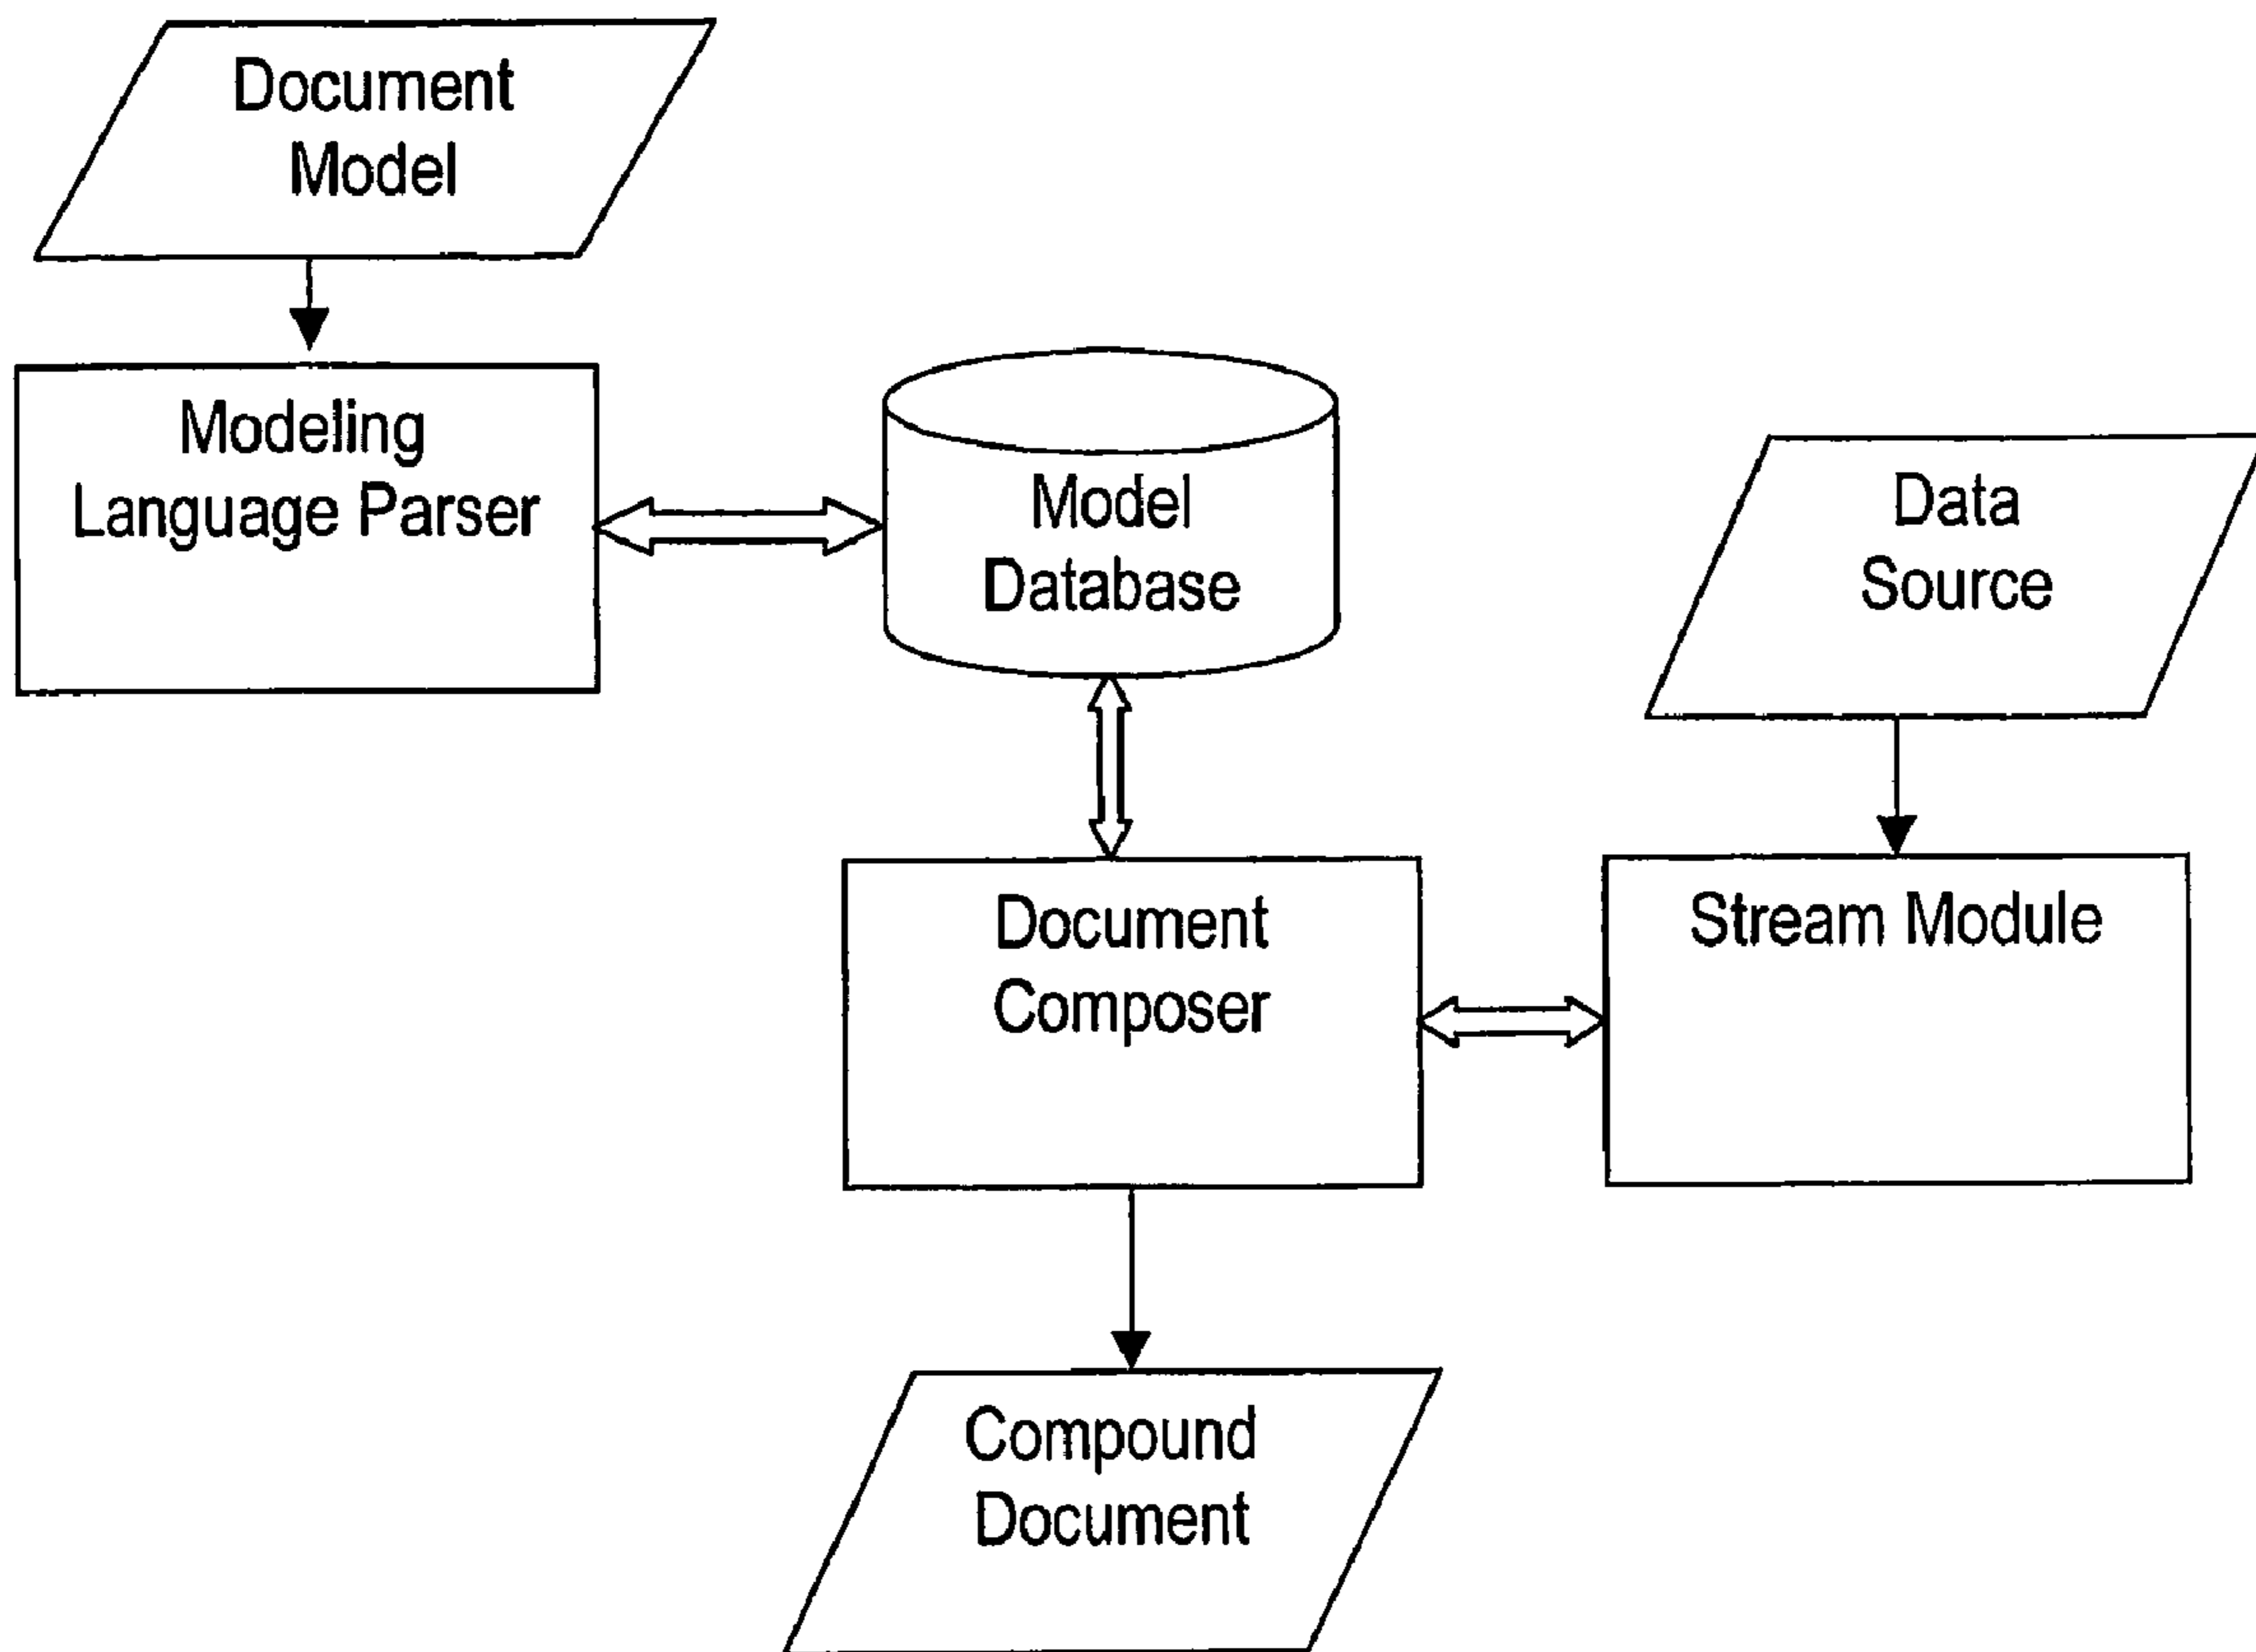 Document
Model
Modeling
Language Parser
Model
Database
Data
Source
Document
Composer
Stream Module
Compound
Document